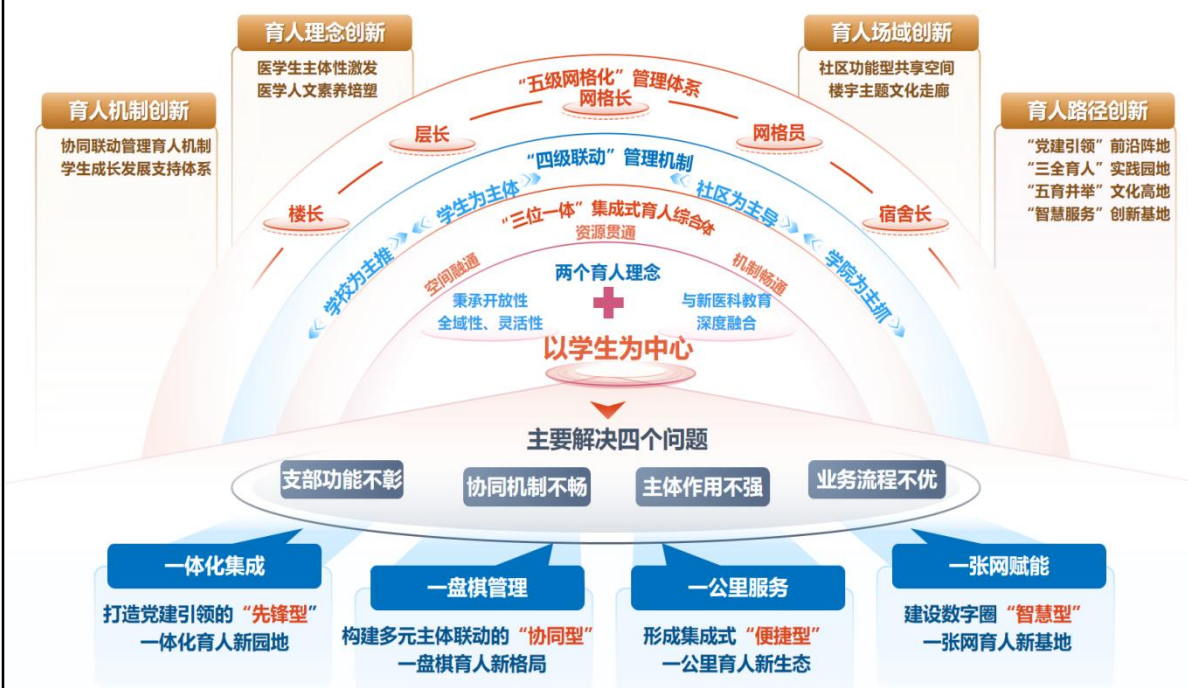 育人理念创新
医学生主体性激发
医学人文素养培塑
育人场域创新
社区功能型共享空间
楼宇主题文化走廊
育人机制创新
协同联动管理育人机制
学生成长发展支持体系
育人路径创新
“党建引领”前沿阵地
“三全育人”实践园地
“五育并举”文化高地
“智慧服务”创新基地
“五级网格化”管理体系
楼长
层长
网格长
网格员
宿舍长
“四级联动”管理机制
学校为主推
学生为主体
社区为主导
学院为主抓
“三位一体”集成式育人综合体
空间融通
资源贯通
机制畅通
两个育人理念
秉承开放性
全域性、灵活性
与新医科教育
深度融合
以学生为中心
主要解决四个问题
支部功能不彰
协同机制不畅
主体作用不强
业务流程不优
一体化集成
打造党建引领的“先锋型”
一体化育人新园地
一盘棋管理
构建多元主体联动的“协同型”
一盘棋育人新格局
一公里服务
形成集成式“便捷型”
一公里育人新生态
一张网赋能
建设数字圈“智慧型”
一张网育人新基地